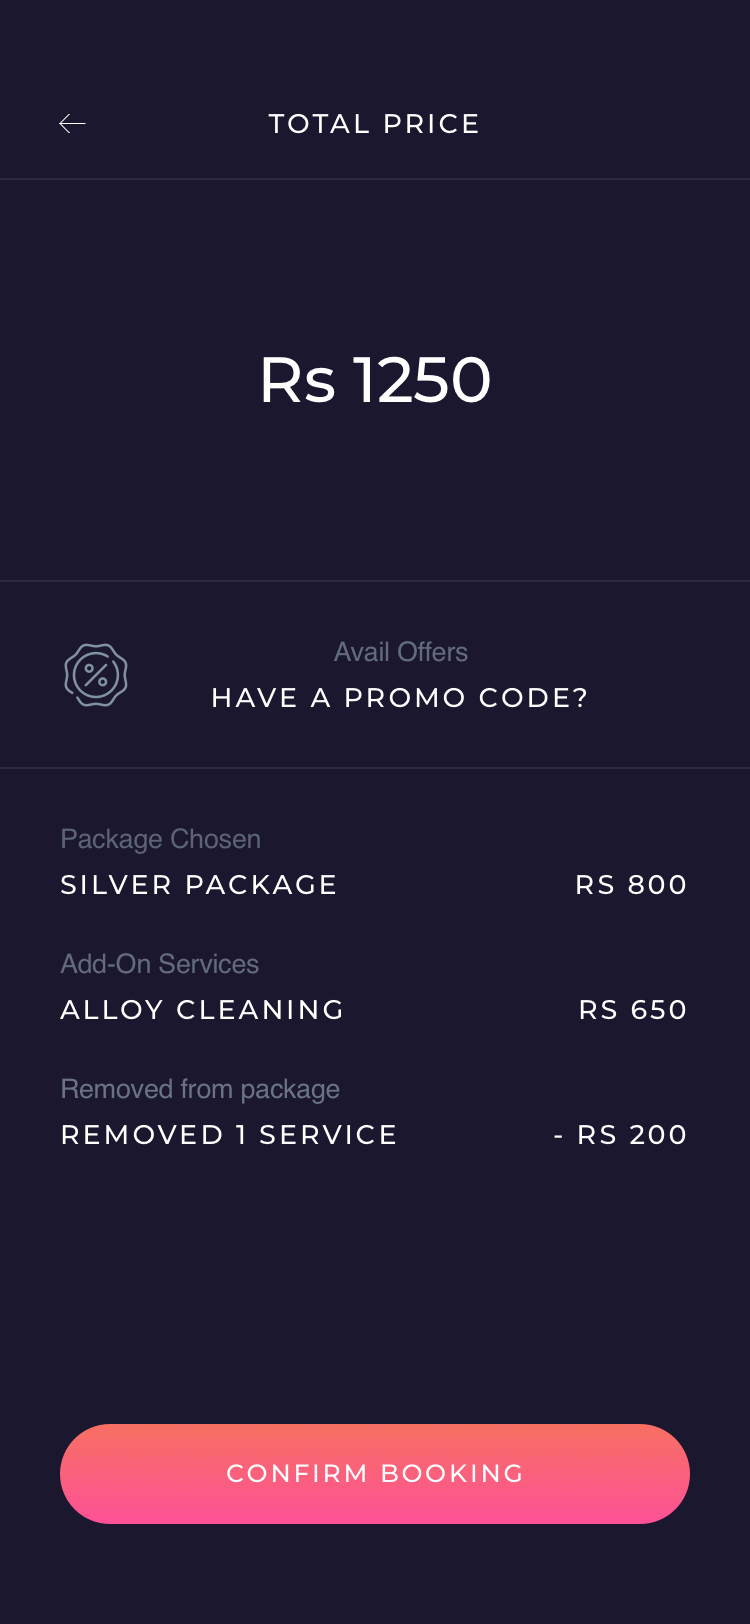 TOTAL PRICE
Rs 1250
Avail Offers
HAVE A PROMO CODE?
Package Chosen
SILVER PACKAGE RS 800
Add-On Services
ALLOY CLEANING RS 650
Removed from package
REMOVED 1 SERVICE - RS 200
CONFIRM BOOKING